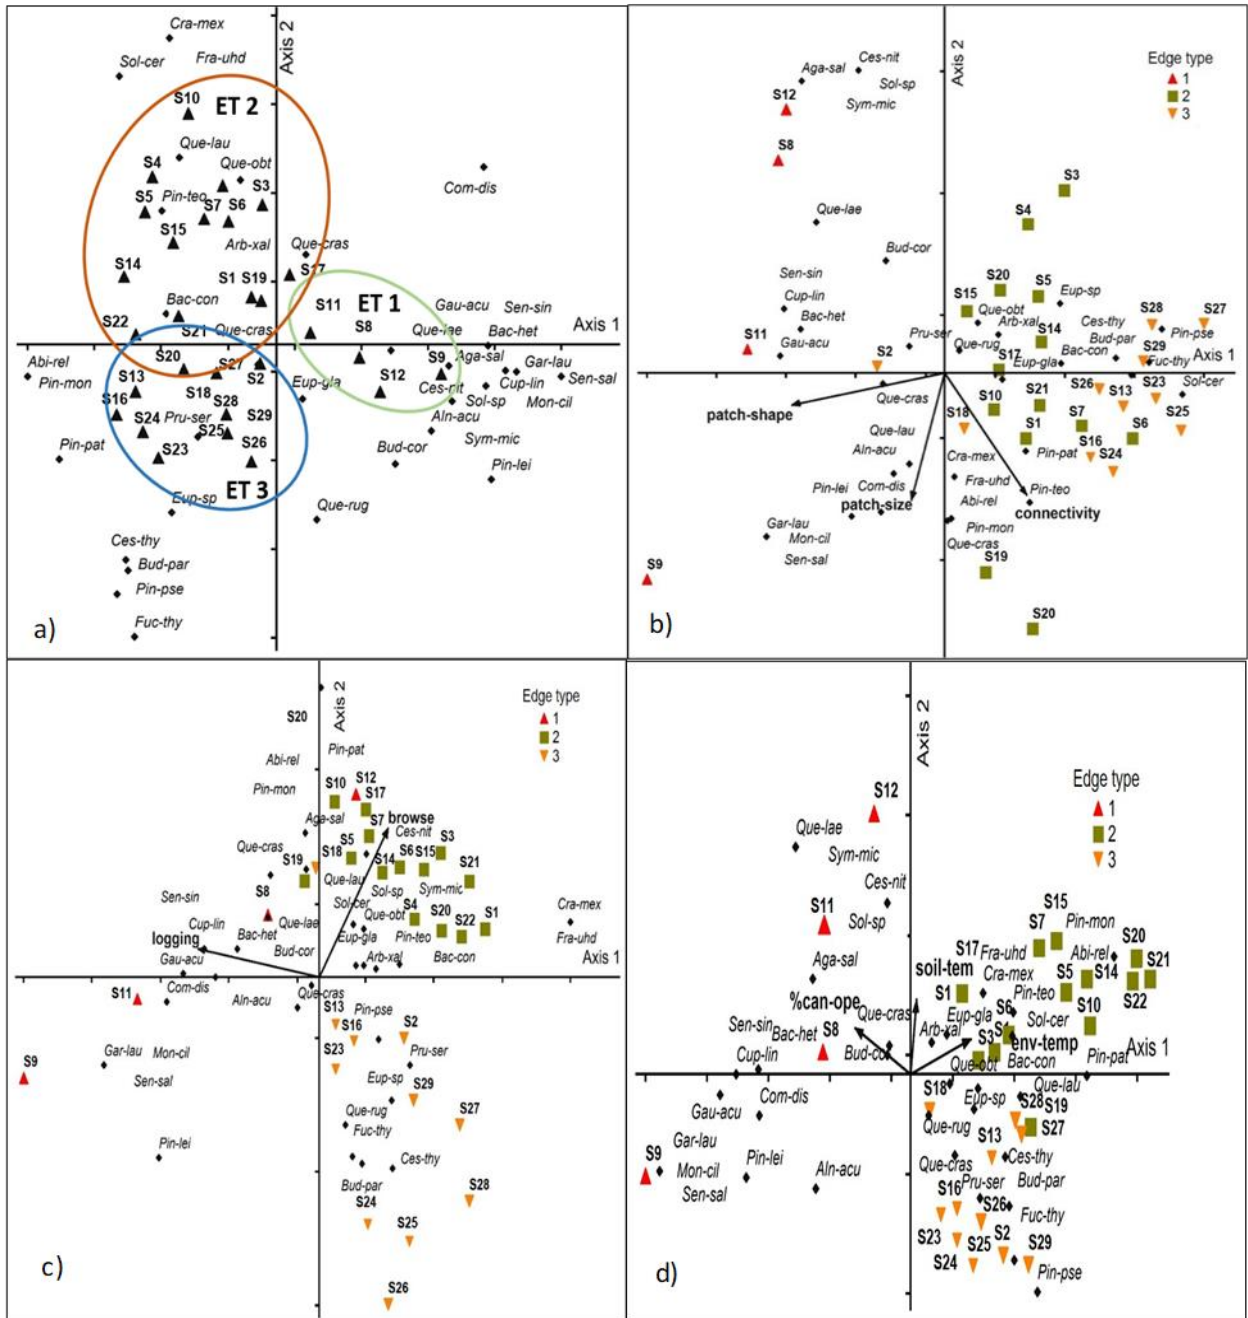 Cra-mex
Sol-cer
Fra-uhd
Axis 2
S10
ET 2
Que-lau
S4
Que-obt
S5
Pin-teo
S7
S6
S3
Com-dis
S15
Arb-xal
Que-cras
S14
S1
S19
S17
Bac-con
S11
ET 1
Gau-acu
Sen-sin
S22
S21
Que-cras
S8
Que-lae
Bac-het
Axis 1
Abi-rel
S20
S27
S9
Aga-sal
Gar-lau
Pin-mon
S13
S18
S2
Eup-gla
S12
Ces-nit
Cup-lin
Sen-sal
S16
S28
Sol-sp
Mon-cil
S24
Pru-ser
S25
S29
Aln-acu
Pin-pat
S23
S26
Bud-cor
Sym-mic
Pin-lei
ET 3
Eup-sp
Que-rug
Ces-thy
Bud-par
Pin-pse
Fuc-thy
a)
Axis 2
Edge type
1
2
3
Ces-nit
Aga-sal
Sol-sp
S12
Sym-mic
S8
S3
Que-lae
S4
Bud-cor
Sen-sin
S20
S5
Eup-sp
Cup-lin
S15
Que-obt
S28
S27
Bac-het
Arb-xal
Ces-thy
Pin-pse
S11
Pru-ser
S14
Bud-par
Gau-acu
Que-rug
S29
Axis 1
S2
S17
Eup-gla
Bac-con
Fuc-thy
Que-cras
S26
S13
S23
Sol-cer
patch-shape
S10
S21
S7
S25
S18
S1
S16
S6
Que-lau
S24
Aln-acu
Pin-pat
Cra-mex
Pin-lei
Com-dis
Fra-uhd
Pin-teo
patch-size
Abi-rel
connectivity
Gar-lau
Pin-mon
Mon-cil
Que-cras
Sen-sal
S19
S9
S20
b)
Axis 2
Edge type
1
2
3
S20
Abi-rel
Pin-pat
Pin-mon
S10
S12
S17
Aga-sal
S7
browse
Ces-nit
Que-cras
S5
S6
S3
S19
S18
S14
S15
S21
Sen-sin
S8
Que-lau
Sol-sp
Sym-mic
Cup-lin
Que-lae
Sol-cer
S4
Cra-mex
logging
Bac-het
Que-obt
S20
S22
S1
Fra-uhd
Bud-cor
Eup-gla
Pin-teo
Gau-acu
Arb-xal
Bac-con
Axis 1
S11
Com-dis
Aln-acu
Que-cras
S13
Pin-pse
S16
S2
S9
Gar-lau
Mon-cil
S23
Pru-ser
Sen-sal
Eup-sp
S29
Que-rug
S27
Pin-lei
Fuc-thy
Ces-thy
Bud-par
S28
S24
S25
S26
c)
Axis 2
Edge type
1
2
3
S12
Que-lae
Sym-mic
Ces-nit
S11
Sol-sp
S15
S7
Pin-mon
S17
Fra-uhd
Abi-rel
S20
Aga-sal
soil-tem
Cra-mex
S5
S14
S21
%can-ope
S1
Pin-teo
S22
Que-cras
Eup-gla
S6
Sol-cer
S10
Sen-sin
S8
Arb-xal
S3
S4
env-temp
Axis 1
Bac-het
Bud-cor
Que-obt
Bac-con
Pin-pat
Cup-lin
S18
Que-lau
Gau-acu
Com-dis
Eup-sp
S28
S19
Que-rug
S27
S9
Gar-lau
S13
Mon-cil
Pin-lei
Aln-acu
Que-cras
Ces-thy
Sen-sal
Pru-ser
Bud-par
S16
S26
Fuc-thy
S23
S25
S2
S24
S29
Pin-pse
d)